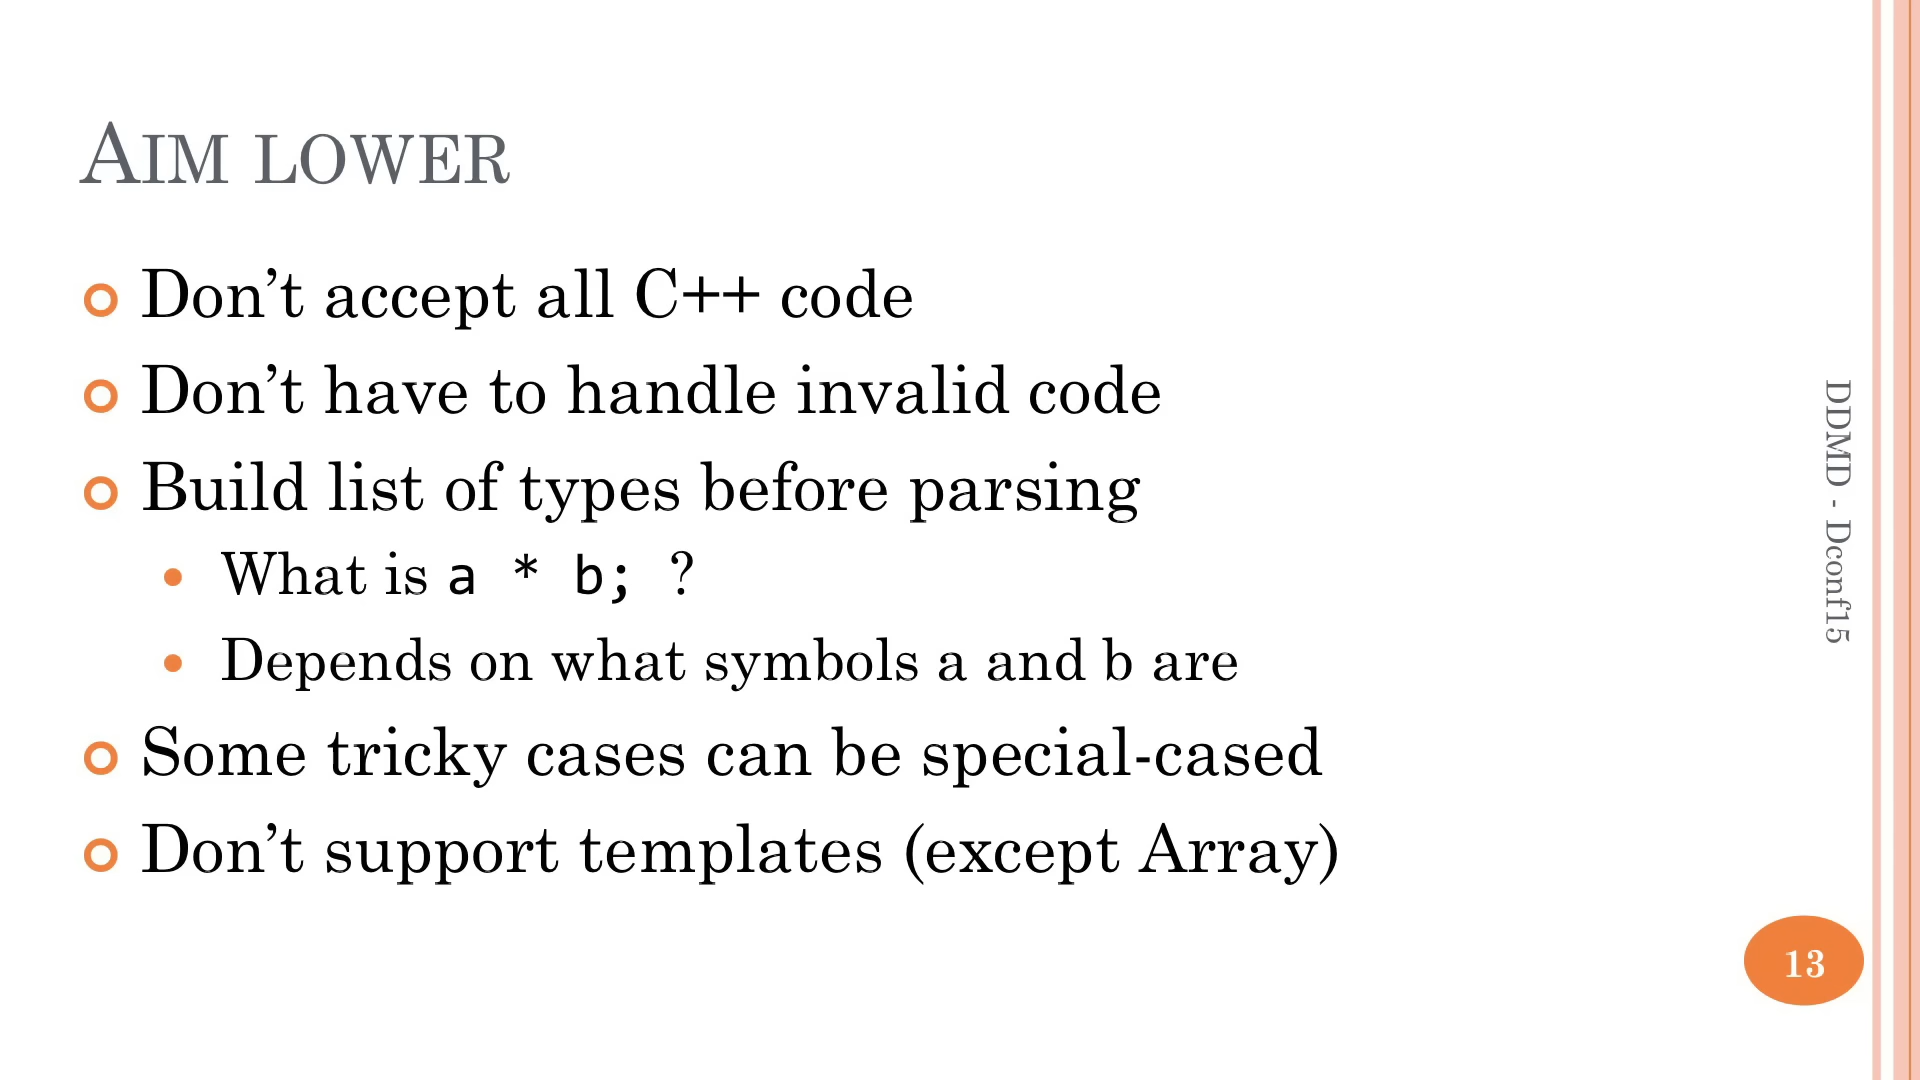 AIM LOWER
Don’t accept all C++ code
Don’t have to handle invalid code
Build list of types before parsing
What is a * b; ?
Depends on what symbols a and b are
Some tricky cases can be special-cased
Don’t support templates (except Array)
DDMD - Dconf15
13